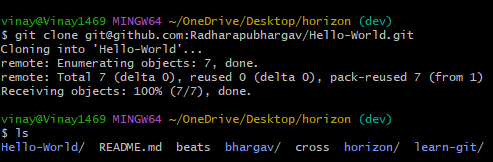 vinay@Vinay1469 MINGW64 ~/OneDrive/Desktop/horizon (dev)
$ git clone git@github.com:Radharapubhargav/Hello-World.git
Cloning into 'Hello-World'...
remote: Enumerating objects: 7, done.
remote: Total 7 (delta 0), reused 0 (delta 0), pack-reused 7 (from 1)
Receiving objects: 100% (7/7), done.
vinay@Vinay1469 MINGW64 ~/OneDrive/Desktop/horizon (dev)
$ ls
Hello-World/ README.md beats bhargav/ cross horizon/ learn-git/